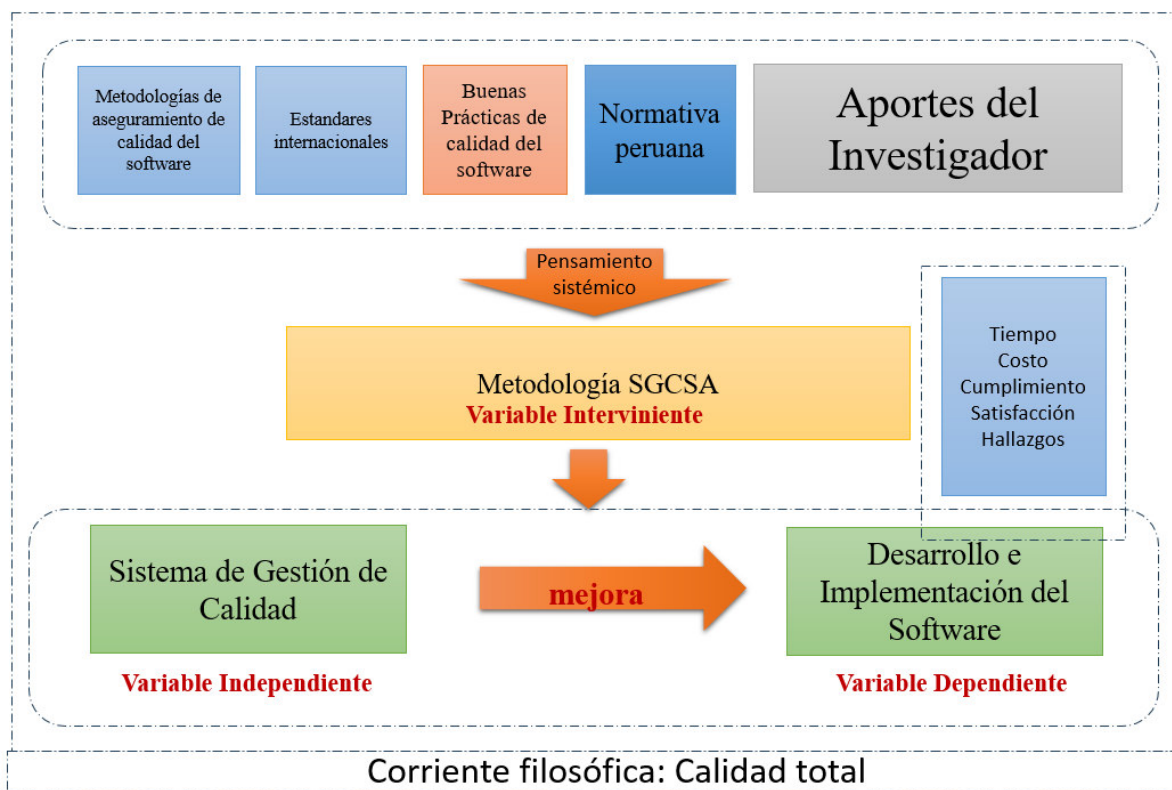 Metodologías de
aseguramiento de
calidad del
software
Estandares
internacionales
Buenas
Prácticas de
calidad del
software
Normativa
peruana
Aportes del
Investigador
Pensamiento
sistémico
Metodología SGCSA
Variable Interviniente
Tiempo
Costo
Cumplimiento
Satisfacción
Hallazgos
Sistema de Gestión de
Calidad
mejora
Desarrollo e
Implementación del
Software
Variable Independiente
Variable Dependiente
Corriente filosófica: Calidad total